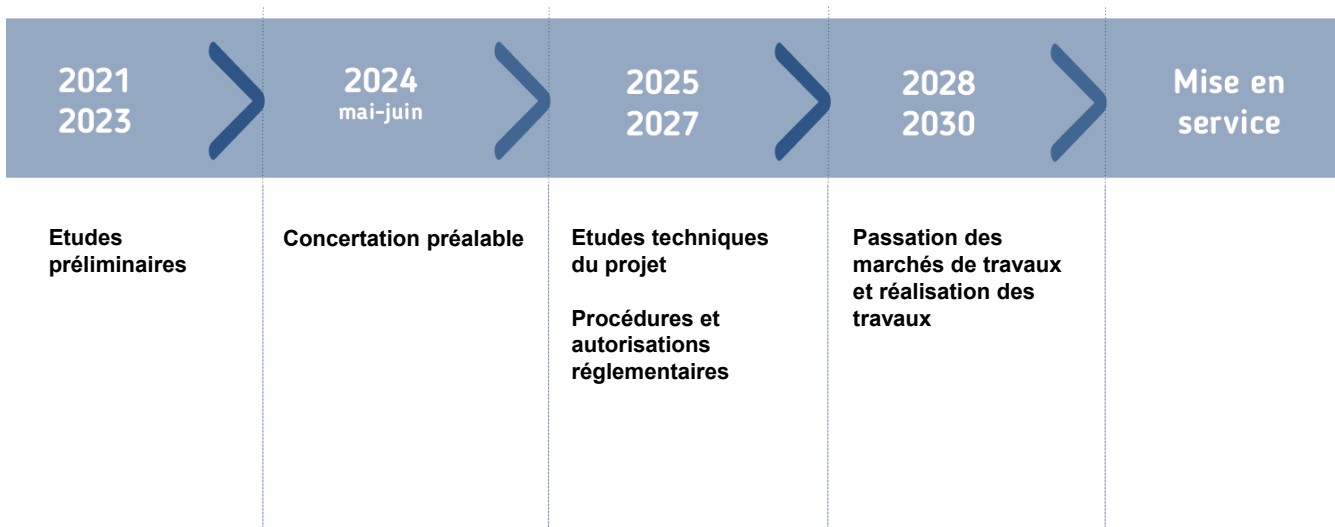 2021
2023
2024
mai-juin
2025
2027
2028
2030
Mise en
service
Etudes
préliminaires
Concertation préalable
Etudes techniques
du projet
Procédures et
autorisations
réglementaires
Passation des
marchés de travaux
et réalisation des
travaux